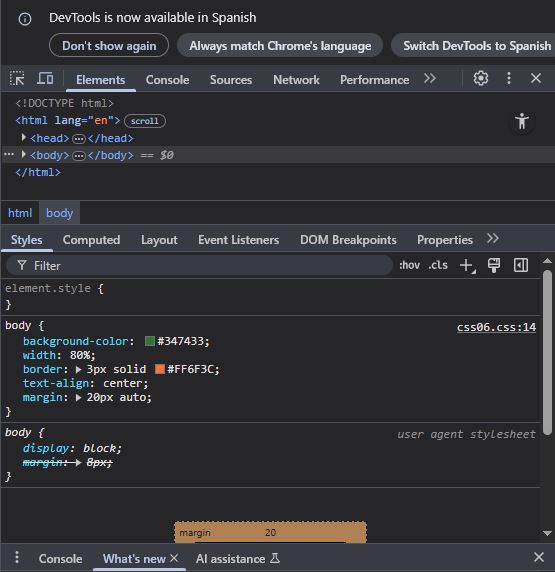 DevTools is now available in Spanish
Don't show again Always match Chrome's language Switch DevTools to Spanish
Elements Console Sources Network Performance
<!DOCTYPE html>
<html lang="en"> scroll
<head> … </head>
… <body> … </body> == $0
</html>
html body
Styles Computed Layout Event Listeners DOM Breakpoints Properties
Filter :hov .cls
element.style {
}
body { css06.css:14
background-color: #347433;
width: 80%;
border: 3px solid #FF6F3C;
text-align: center;
margin: 20px auto;
}
body { user agent stylesheet
display: block;
margin: 8px;
}
margin 20
Console What's new AI assistance